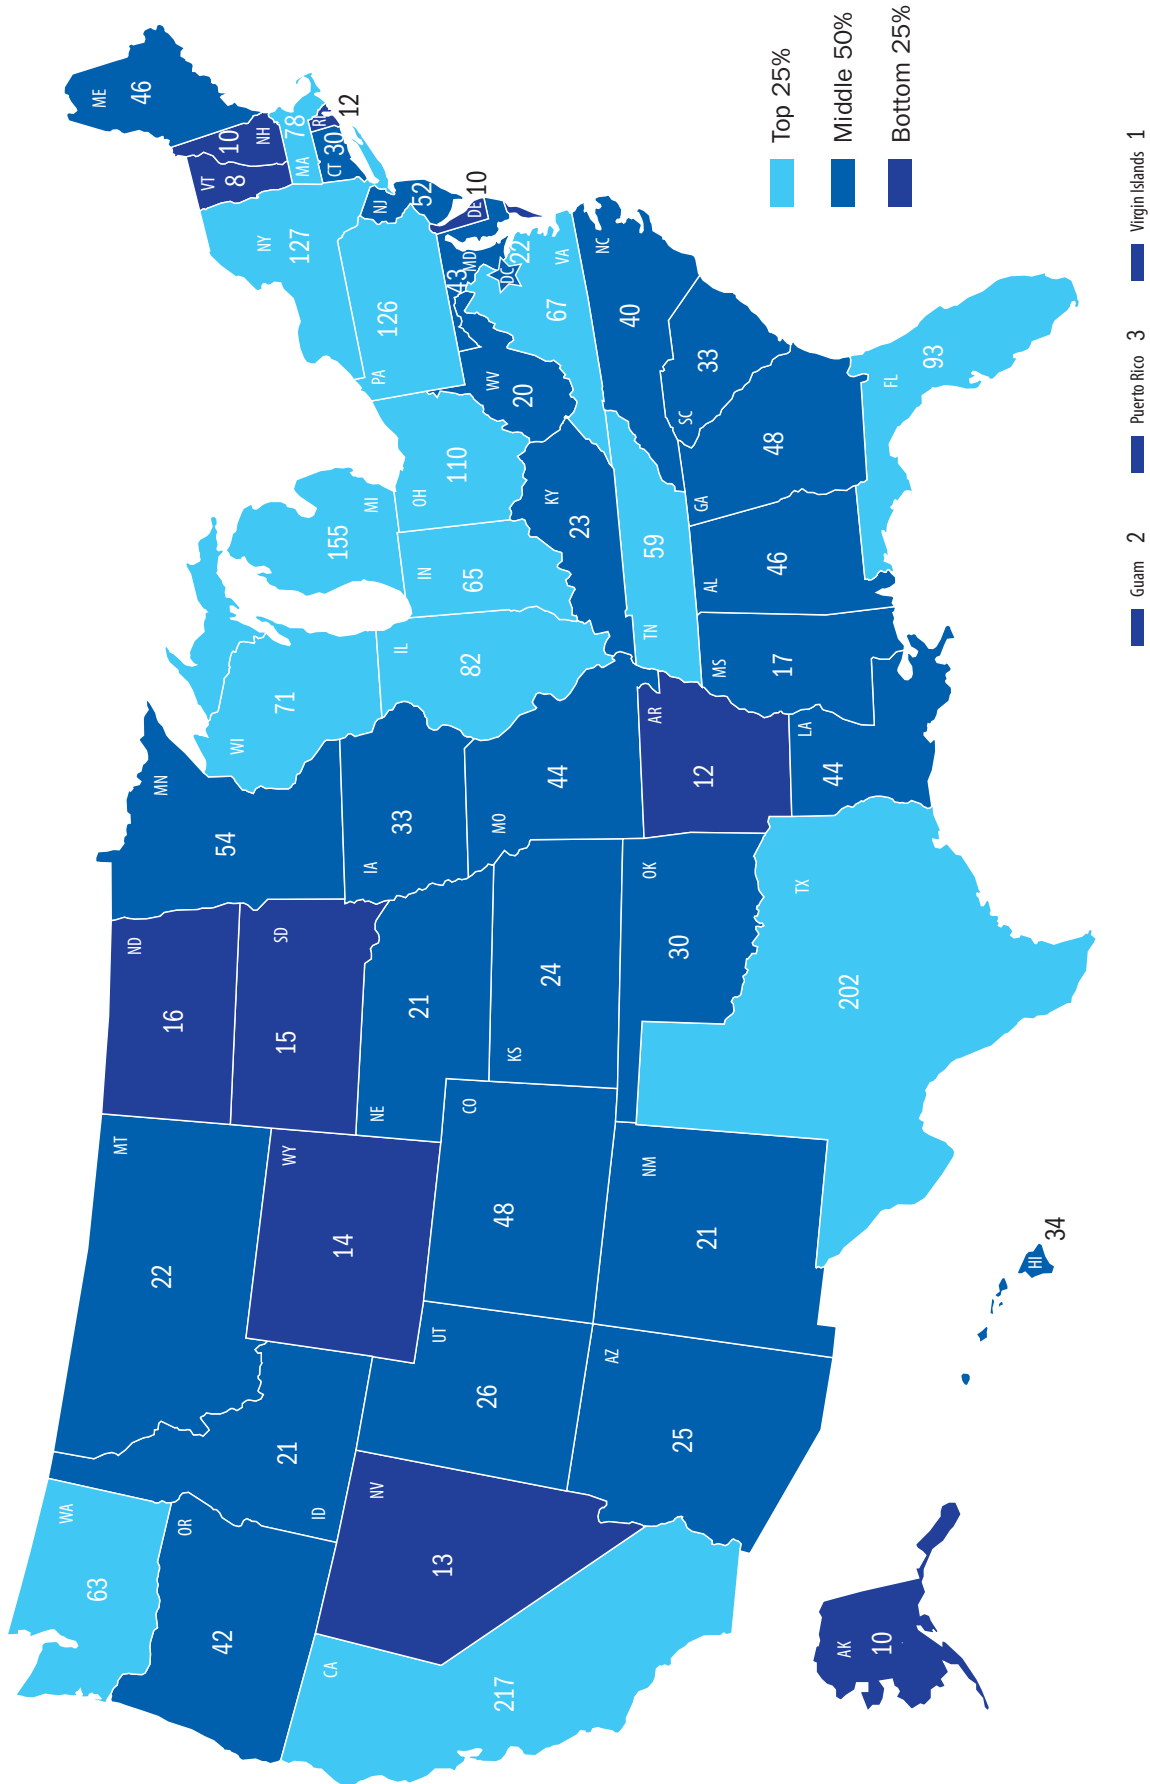 WA
63
OR
42
CA
217
ID
21
NV
13
MT
22
WY
14
UT
26
AZ
25
CO
48
NM
21
ND
16
SD
15
NE
21
KS
24
OK
30
TX
202
MN
54
IA
33
MO
44
AR
12
LA
44
WI
71
IL
82
MI
155
IN
65
OH
110
KY
23
TN
59
MS
17
AL
46
GA
48
FL
93
SC
33
NC
40
VA
67
WV
20
PA
126
NY
127
VT
8
NH
10
ME
46
MA
78
RI
12
CT
30
NJ
52
DE
10
MD
43
DC
22
AK
10
HI
34
Top 25%
Middle 50%
Bottom 25%
Guam 2
Puerto Rico 3
Virgin Islands 1